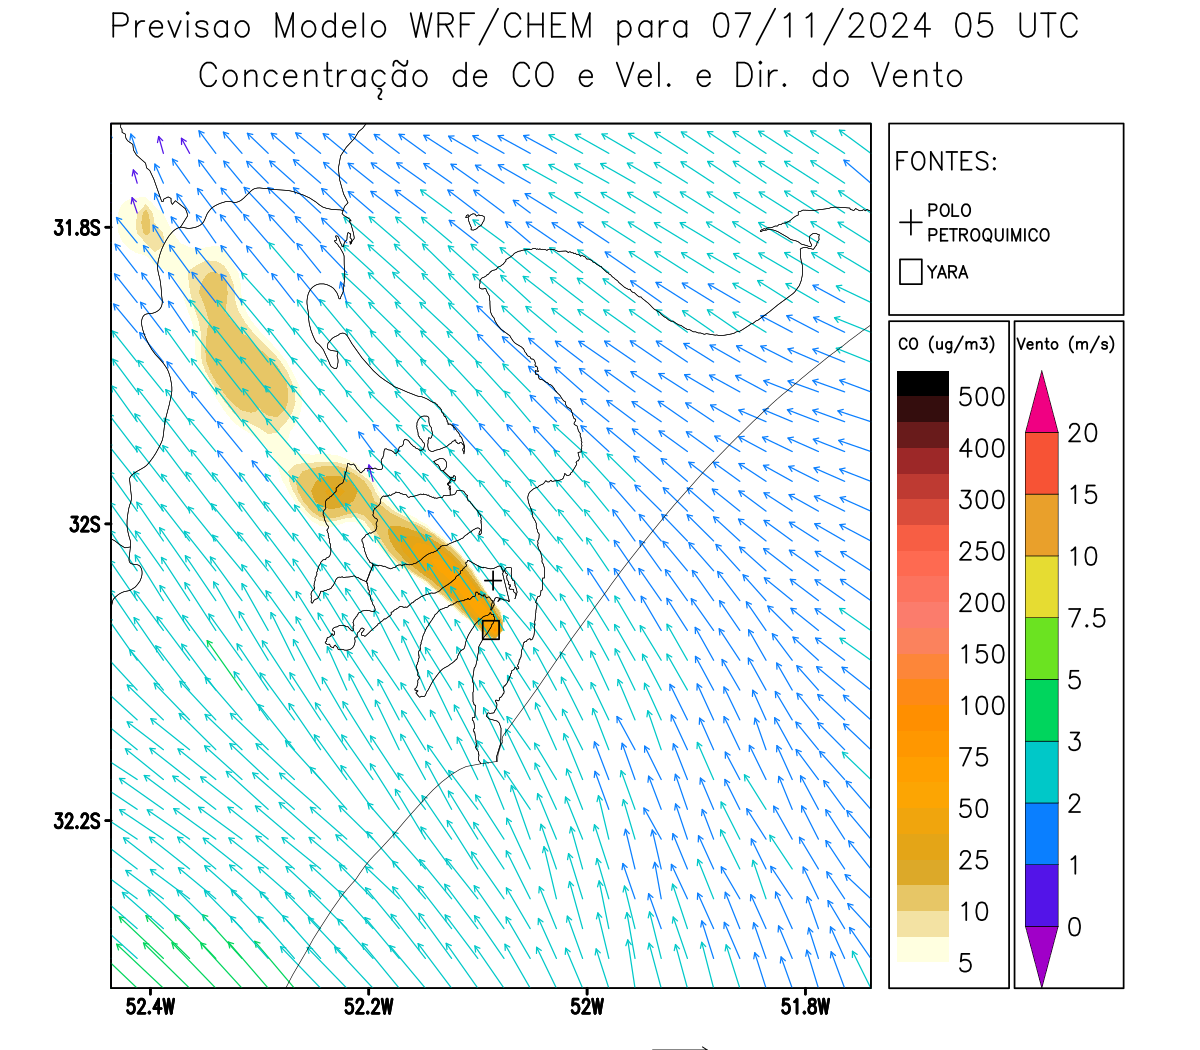 Previsao Modelo WRF/CHEM para 07/11/2024 05 UTC
Concentração de CO e Vel. e Dir. do Vento
FONTES:
POLO
PETROQUIMICO
YARA
CO (ug/m3)
500
400
300
250
200
150
100
75
50
25
10
5
Vento (m/s)
20
15
10
7.5
5
3
2
1
0
31.8S
32S
32.2S
52.4W
52.2W
52W
51.8W